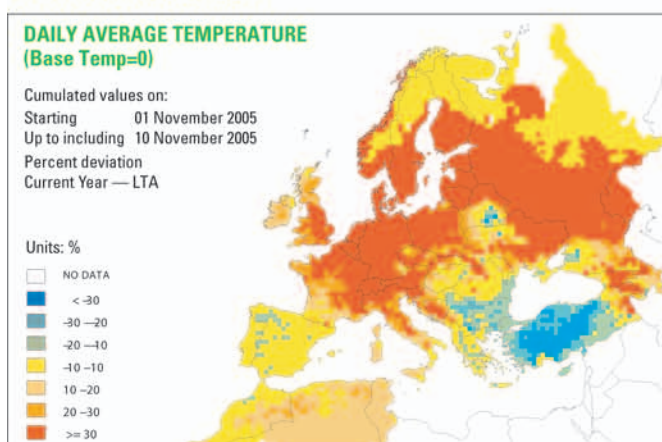 DAILY AVERAGE TEMPERATURE
(Base Temp=0)
Cumulated values on:
Starting 01 November 2005
Up to including 10 November 2005
Percent deviation
Current Year — LTA
Units: %
NO DATA
< -30
-30 —20
-20 —10
-10 –10
10 –20
20 –30
>= 30